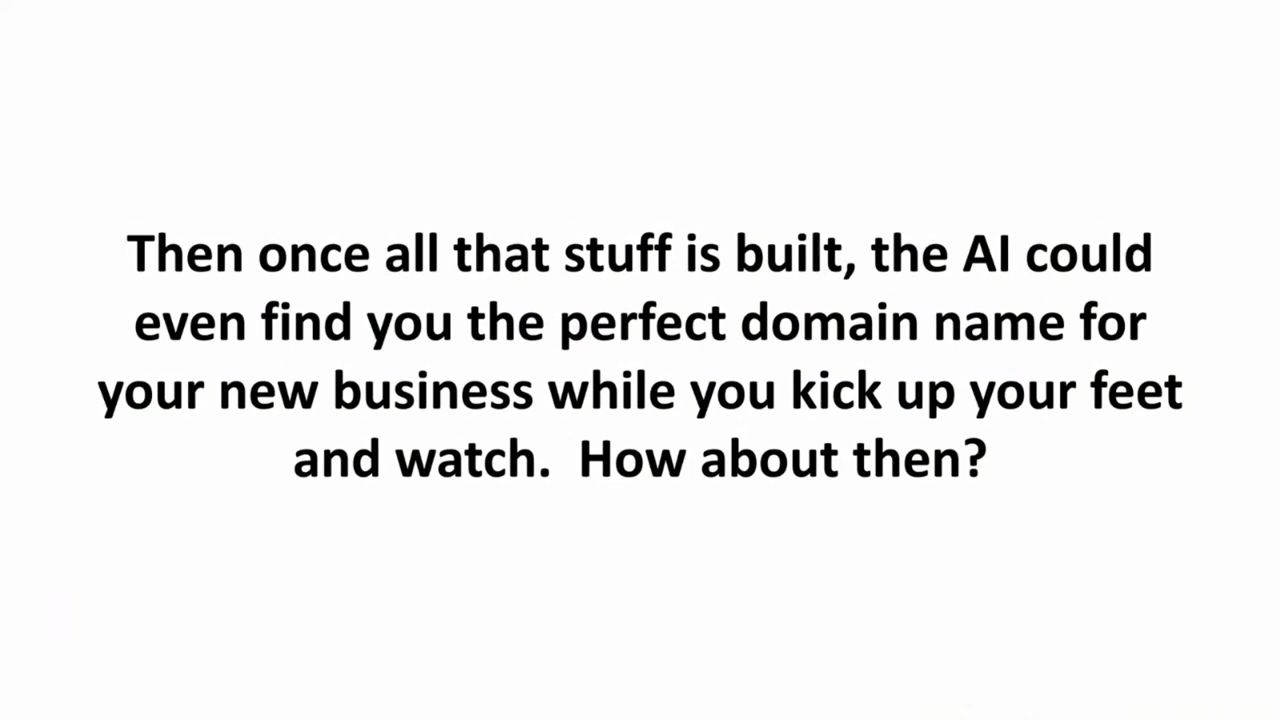 Then once all that stuff is built, the AI could
even find you the perfect domain name for
your new business while you kick up your feet
and watch.  How about then?